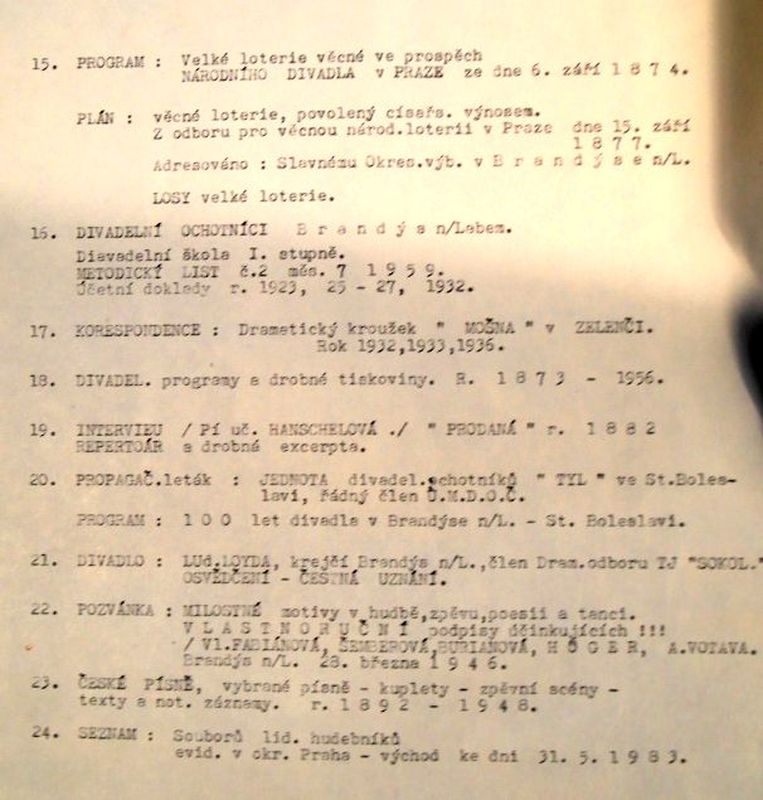 15. PROGRAM : Velké loterie věcné ve prospěch
NÁRODNÍHO DIVADLA v PRAZE ze dne 6. září 1 8 7 4.
PLÁN : věcné loterie, povolený císařs. výnosem.
Z odboru pro věcnou národ.loterii v Praze dne 15. září
1 8 7 7.
Adresováno : Slavnému Okres.výb. v B r a n d ý s e n/L.
LOSY velké loterie.
16. DIVADELNÍ OCHOTNÍCI B r a n d ý s n/Labem.
Diavadelní škola I. stupně.
METODICKÝ LIST č.2 měs. 7 1 9 5 9.
Účetní doklady r. 1923, 25 - 27, 1932.
17. KORESPONDENCE : Dramatický kroužek " MOŠNA " v ZELENČI.
Rok 1932,1933,1936.
18. DIVADEL. programy a drobné tiskoviny. R. 1 8 7 3 - 1956.
19. INTERVIEU / Pí uč. HANSCHELOVÁ ./ " PRODANÁ " r. 1 8 8 2
REPERTOÁR a drobné excerpta.
20. PROPAGAČ.leták : JEDNOTA divadel.ochotníků " TYL " ve St.Boles-
lavi, řádný člen Ú.M.D.O.Č.
PROGRAM : 1 0 0 let divadla v Brandýse n/L. - St. Boleslavi.
21. DIVADLO : LUd.LOYDA, krejčí Brandýs n/L.,člen Dram.odboru TJ "SOKOL."
OSVĚDČENÍ - ČESTNÁ UZNÁNÍ.
22. POZVÁNKA : MILOSTNÉ motivy v hudbě,zpěvu,poesii a tanci.
V L A S T N O R U Č N Í podpisy účinkujících !!!
/ Vl.FABIÁNOVÁ, ŠEMBEROVÁ,BURIANOVÁ, H Ö G E R, A.VOTAVA.
Brandýs n/L. 28. března 1 9 4 6.
23. ČESKÉ PÍSNĚ, vybrané písně - kuplety - zpěvní scény -
texty a not. záznamy. r. 1 8 9 2 - 1 9 4 8.
24. SEZNAM : Souborů lid. hudebníků
evid. v okr. Praha - východ ke dni 31. 5. 1 9 8 3.